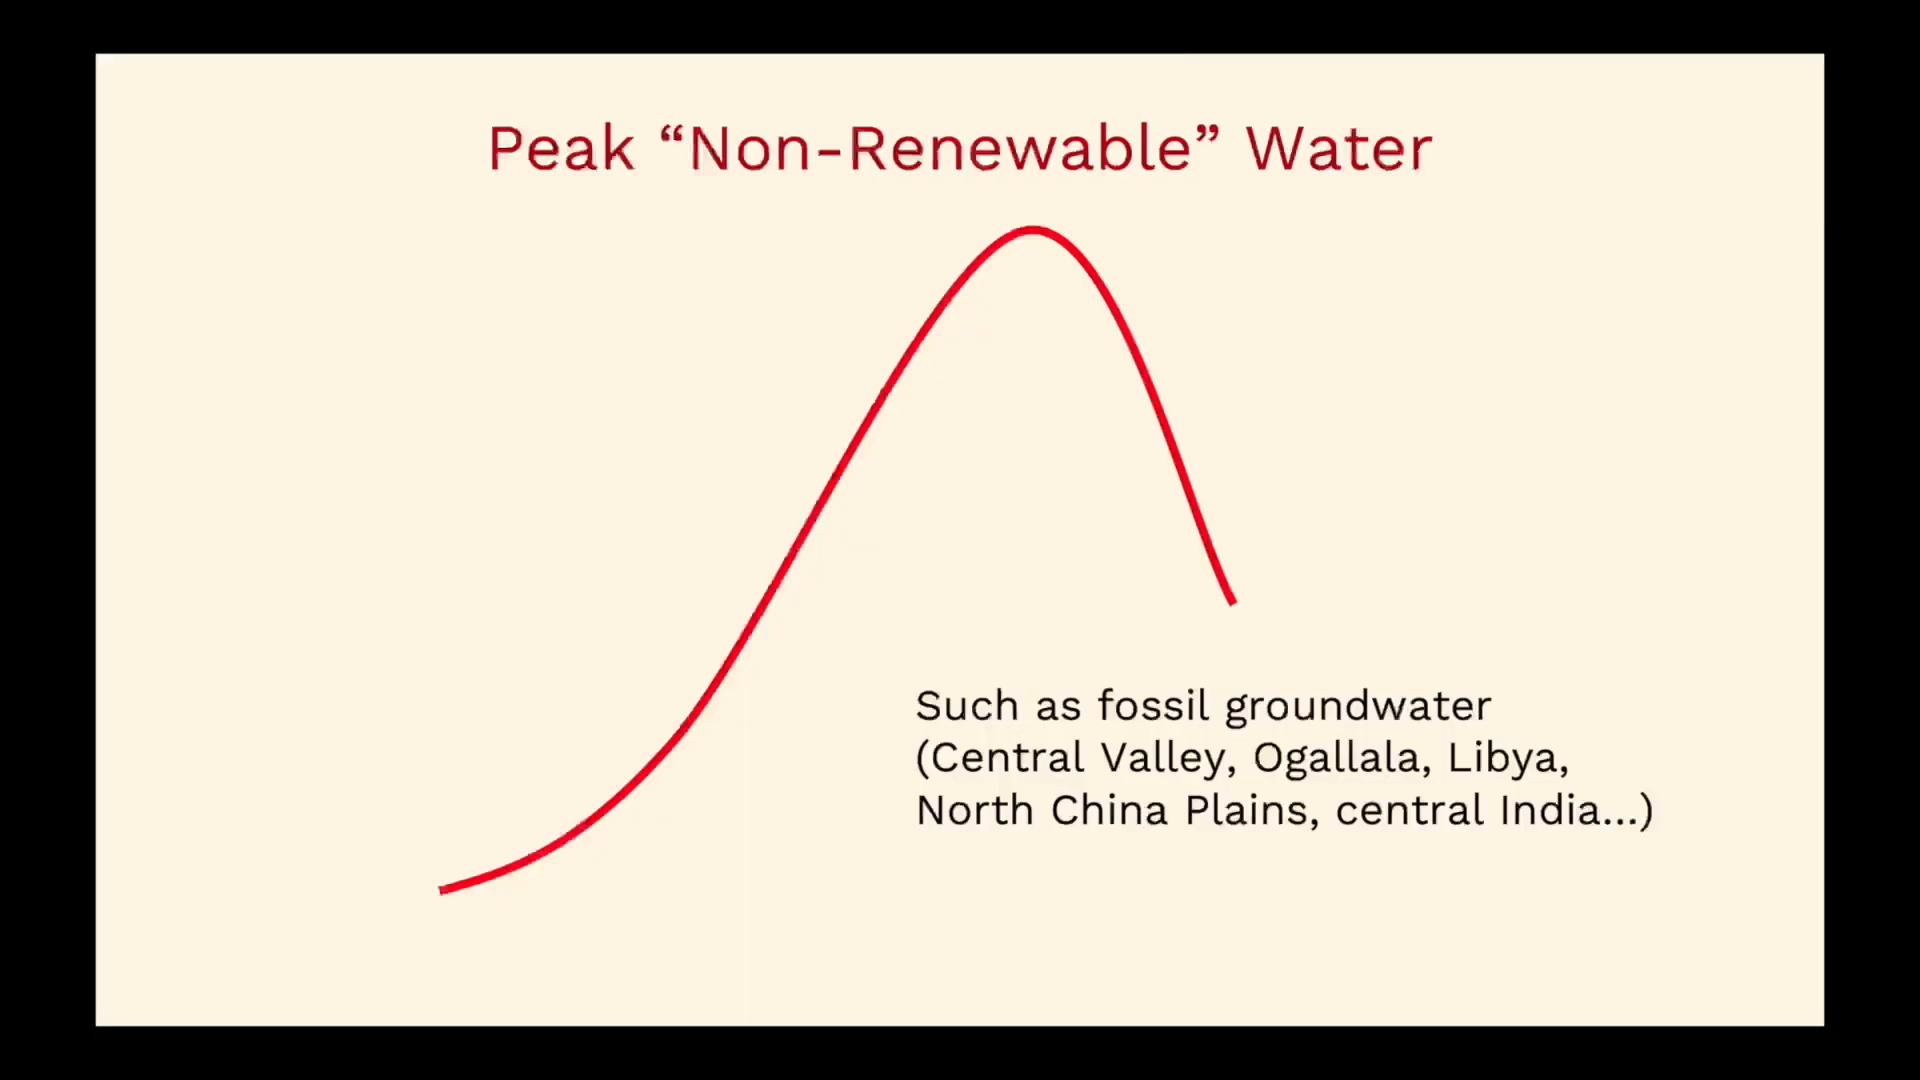 Peak “Non-Renewable” Water
Such as fossil groundwater
(Central Valley, Ogallala, Libya,
North China Plains, central India...)